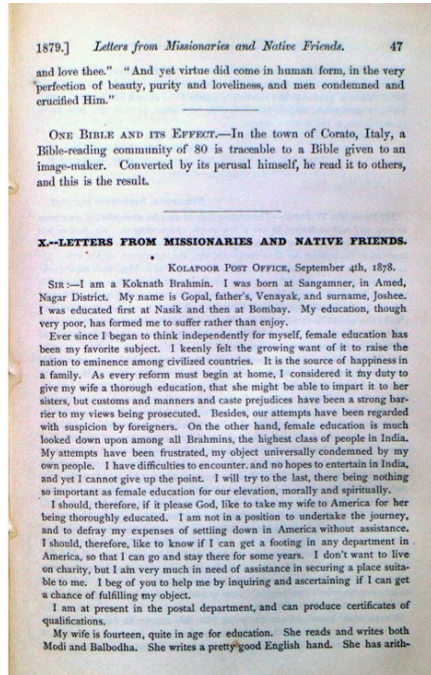 1879.] Letters from Missionaries and Native Friends. 47
and love thee." "And yet virtue did come in human form, in the very
perfection of beauty, purity and loveliness, and men condemned and
crucified Him."
ONE BIBLE AND ITS EFFECT.—In the town of Corato, Italy, a
Bible-reading community of 80 is traceable to a Bible given to an
image-maker. Converted by its perusal himself, he read it to others,
and this is the result.
X.--LETTERS FROM MISSIONARIES AND NATIVE FRIENDS.
KOLAPOOR POST OFFICE, September 4th, 1878.
SIR:—I am a Koknath Brahmin. I was born at Sangamner, in Amed,
Nagar District. My name is Gopal, father's, Venayak, and surname, Joshee.
I was educated first at Nasik and then at Bombay. My education, though
very poor, has formed me to suffer rather than enjoy.
Ever since I began to think independently for myself, female education has
been my favorite subject. I keenly felt the growing want of it to raise the
nation to eminence among civilized countries. It is the source of happiness in
a family. As every reform must begin at home, I considered it my duty to
give my wife a thorough education, that she might be able to impart it to her
sisters, but customs and manners and caste prejudices have been a strong bar-
rier to my views being prosecuted. Besides, our attempts have been regarded
with suspicion by foreigners. On the other hand, female education is much
looked down upon among all Brahmins, the highest class of people in India.
My attempts have been frustrated, my object universally condemned by my
own people. I have difficulties to encounter. and no hopes to entertain in India,
and yet I cannot give up the point. I will try to the last, there being nothing
so important as female education for our elevation, morally and spiritually.
I should, therefore, if it please God, like to take my wife to America for her
being thoroughly educated. I am not in a position to undertake the journey,
and to defray my expenses of settling down in America without assistance.
I should, therefore, like to know if I can get a footing in any department in
America, so that I can go and stay there for some years. I don't want to live
on charity, but I am very much in need of assistance in securing a place suita-
ble to me. I beg of you to help me by inquiring and ascertaining if I can get
a chance of fulfilling my object.
I am at present in the postal department, and can produce certificates of
qualifications.
My wife is fourteen, quite in age for education. She reads and writes both
Modi and Balbodha. She writes a pretty good English hand. She has arith-